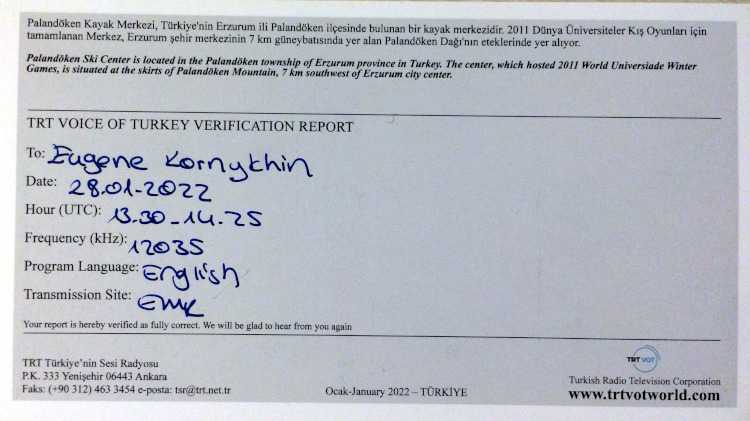 Palandöken Kayak Merkezi, Türkiye'nin Erzurum ili Palandöken ilçesinde bulunan bir kayak merkezidir. 2011 Dünya Üniversiteler Kış Oyunları için
tamamlanan Merkez, Erzurum şehir merkezinin 7 km güneybatısında yer alan Palandöken Dağı'nın eteklerinde yer alıyor.
Palandöken Ski Center is located in the Palandöken township of Erzurum province in Turkey. The center, which hosted 2011 World Universiade Winter
Games, is situated at the skirts of Palandöken Mountain, 7 km southwest of Erzurum city center.
TRT VOICE OF TURKEY VERIFICATION REPORT
To: Eugene Kornykhin
Date: 28.01-2022
Hour (UTC): 13.30-14.25
Frequency (kHz): 12035
Program Language: English
Transmission Site: EMR
Your report is hereby verified as fully correct. We will be glad to hear from you again
TRT Türkiye'nin Sesi Radyosu
P.K. 333 Yenişehir 06443 Ankara
Faks: (+90 312) 463 3454 e-posta: tsr@trt.net.tr
Ocak-January 2022 – TÜRKİYE
TRT VOT
Turkish Radio Television Corporation
www.trtvotworld.com